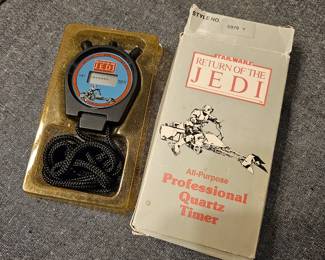 JEDI
STYLE NO.
STAR WARS
RETURN OF THE
JEDI
All-Purpose
Professional
Quartz
Timer